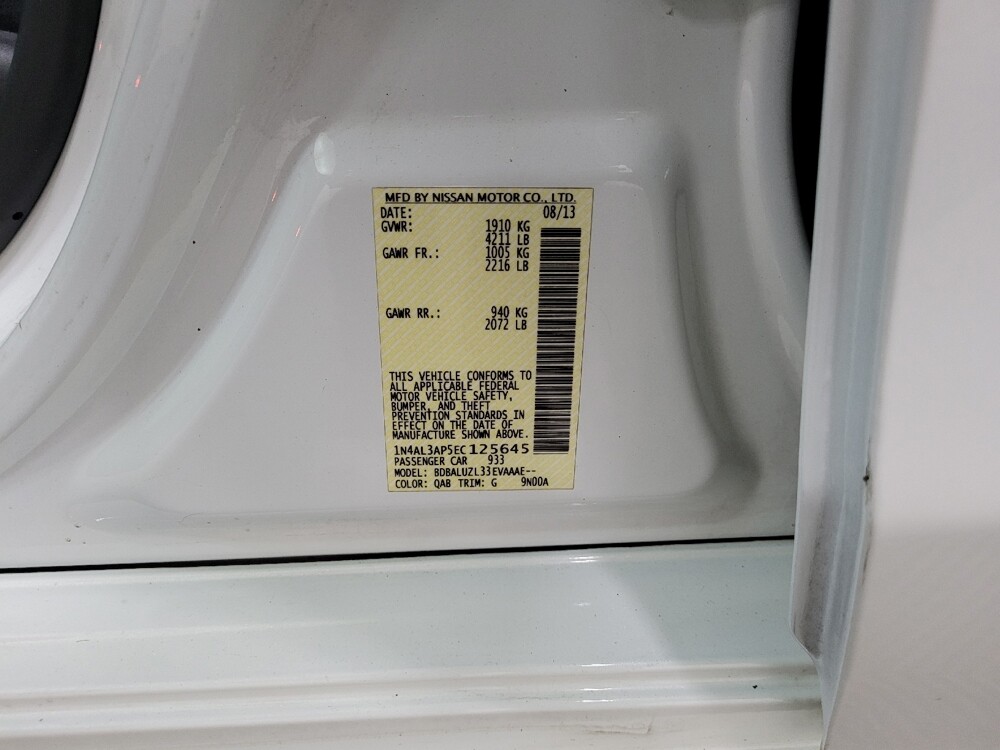 MFD BY NISSAN MOTOR CO., LTD.
DATE: 08/13
GVWR: 1910 KG
4211 LB
GAWR FR.: 1005 KG
2216 LB
GAWR RR.: 940 KG
2072 LB
THIS VEHICLE CONFORMS TO
ALL APPLICABLE FEDERAL
MOTOR VEHICLE SAFETY,
BUMPER, AND THEFT
PREVENTION STANDARDS IN
EFFECT ON THE DATE OF
MANUFACTURE SHOWN ABOVE.
1N4AL3AP5EC125645
PASSENGER CAR 933
MODEL: BDBALUZL33EVAAAE--
COLOR: QAB TRIM: G 9N00A